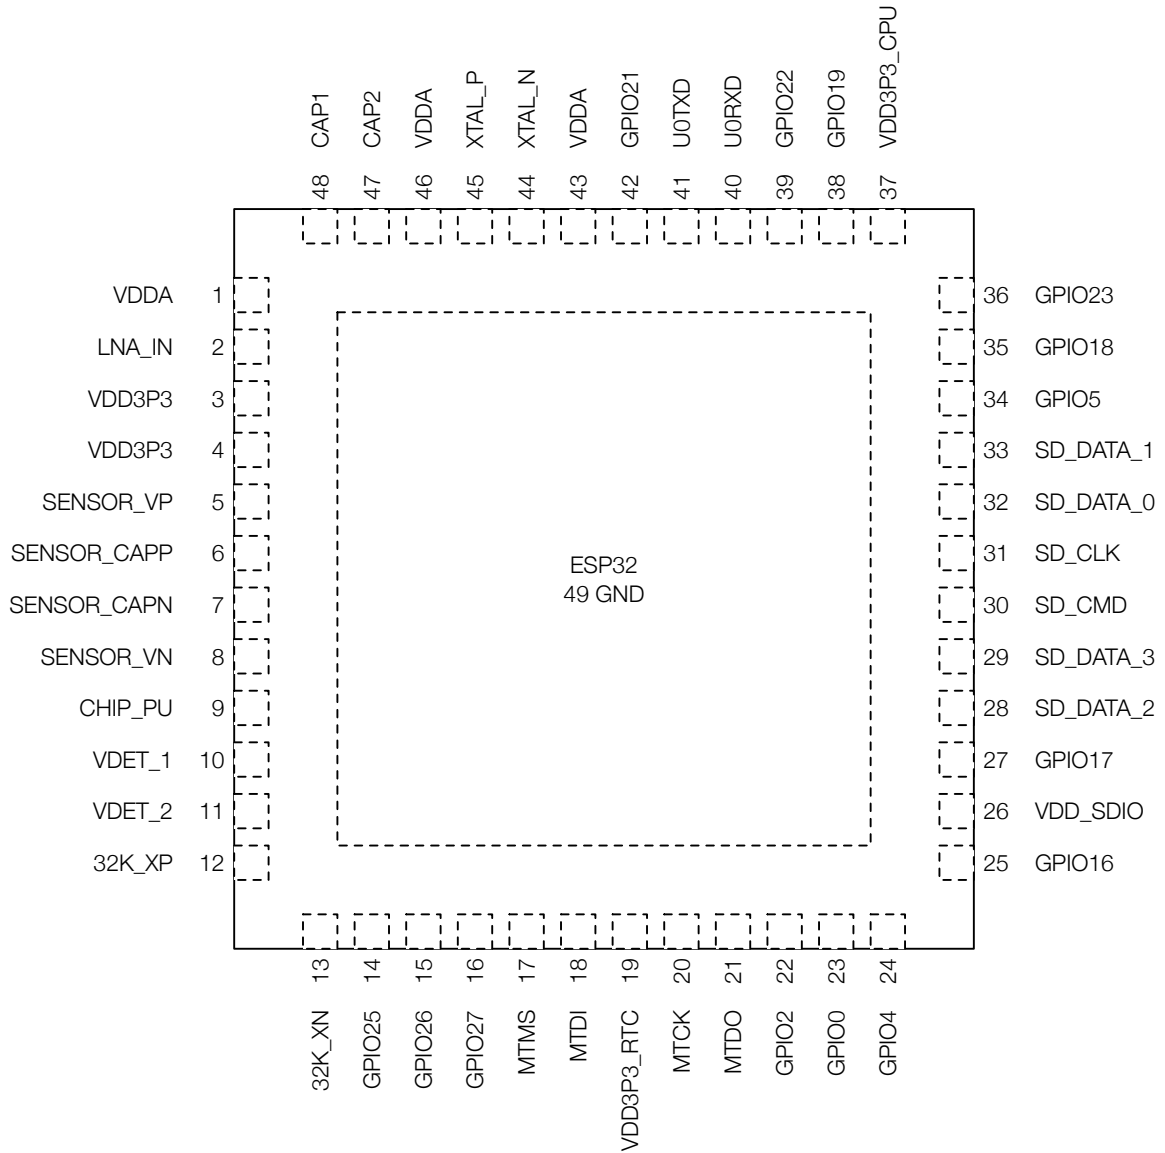 CAP1 48
CAP2 47
VDDA 46
XTAL_P 45
XTAL_N 44
VDDA 43
GPIO21 42
U0TXD 41
U0RXD 40
GPIO22 39
GPIO19 38
VDD3P3_CPU 37
VDDA 1
LNA_IN 2
VDD3P3 3
VDD3P3 4
SENSOR_VP 5
SENSOR_CAPP 6
SENSOR_CAPN 7
SENSOR_VN 8
CHIP_PU 9
VDET_1 10
VDET_2 11
32K_XP 12
ESP32
49 GND
36 GPIO23
35 GPIO18
34 GPIO5
33 SD_DATA_1
32 SD_DATA_0
31 SD_CLK
30 SD_CMD
29 SD_DATA_3
28 SD_DATA_2
27 GPIO17
26 VDD_SDIO
25 GPIO16
32K_XN 13
GPIO25 14
GPIO26 15
GPIO27 16
MTMS 17
MTDI 18
VDD3P3_RTC 19
MTCK 20
MTDO 21
GPIO2 22
GPIO0 23
GPIO4 24